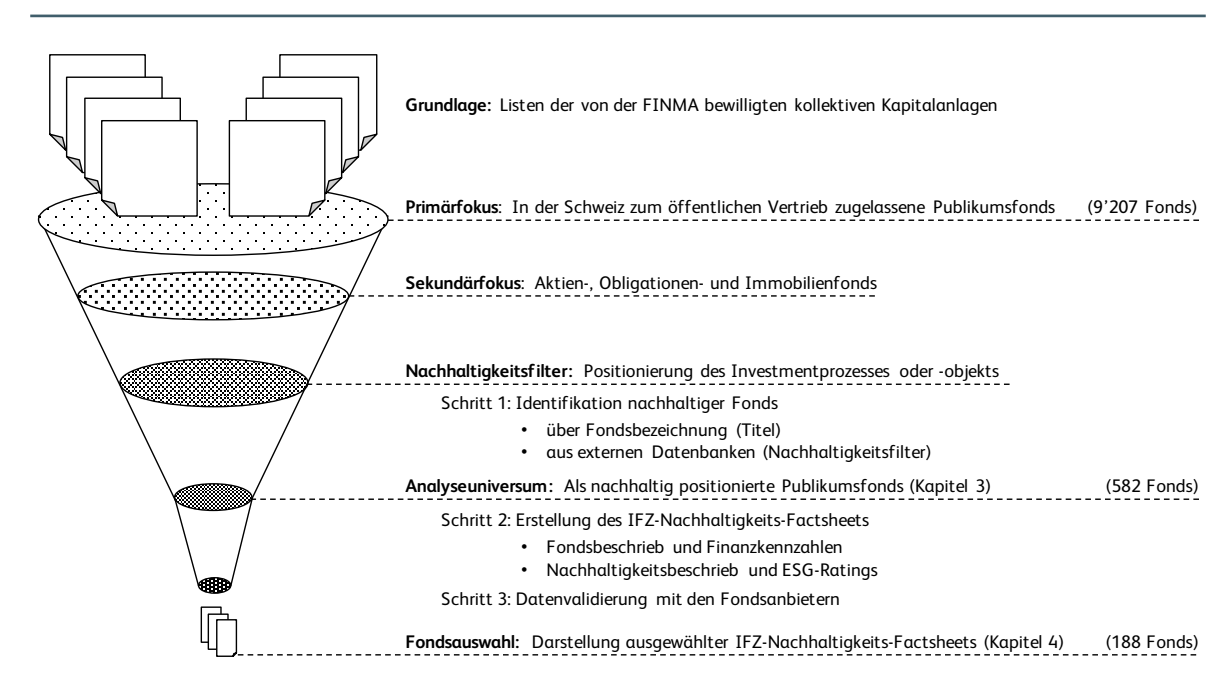 Grundlage: Listen der von der FINMA bewilligten kollektiven Kapitalanlagen
Primärfokus: In der Schweiz zum öffentlichen Vertrieb zugelassene Publikumsfonds (9’207 Fonds)
Sekundärfokus: Aktien-, Obligationen- und Immobilienfonds
Nachhaltigkeitsfilter: Positionierung des Investmentprozesses oder -objekts
Schritt 1: Identifikation nachhaltiger Fonds
• über Fondsbezeichnung (Titel)
• aus externen Datenbanken (Nachhaltigkeitsfilter)
Analyseuniversum: Als nachhaltig positionierte Publikumsfonds (Kapitel 3) (582 Fonds)
Schritt 2: Erstellung des IFZ-Nachhaltigkeits-Factsheets
• Fondsbeschrieb und Finanzkennzahlen
• Nachhaltigkeitsbeschrieb und ESG-Ratings
Schritt 3: Datenvalidierung mit den Fondsanbietern
Fondsauswahl: Darstellung ausgewählter IFZ-Nachhaltigkeits-Factsheets (Kapitel 4) (188 Fonds)